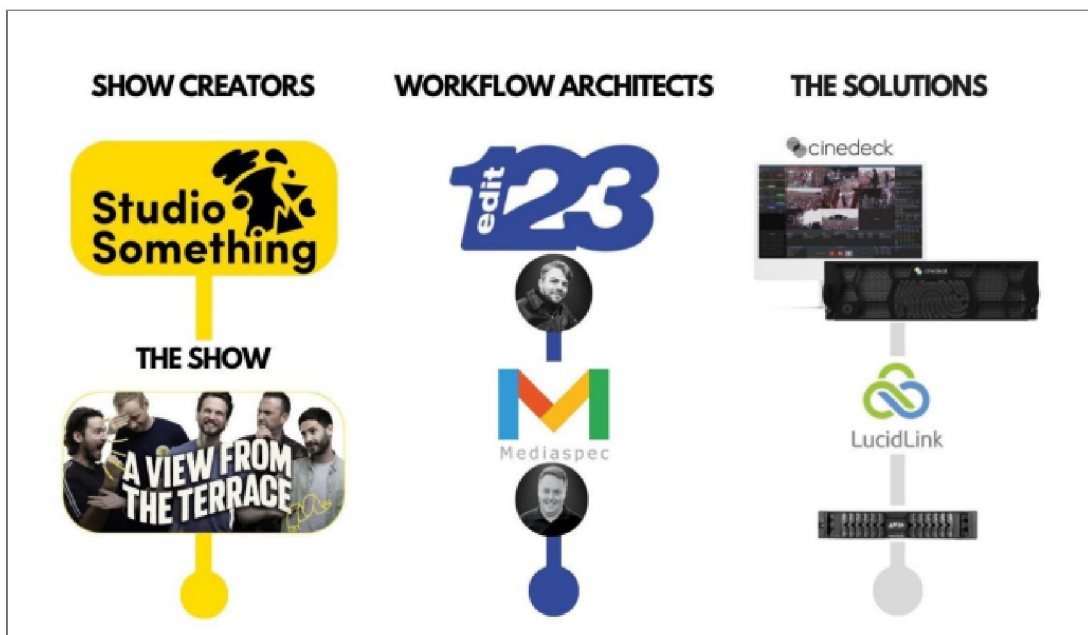 SHOW CREATORS
Studio
Something
THE SHOW
A VIEW FROM
THE TERRACE
WORKFLOW ARCHITECTS
edit
123
Mediaspec
THE SOLUTIONS
cinedeck
cinedeck
LucidLink